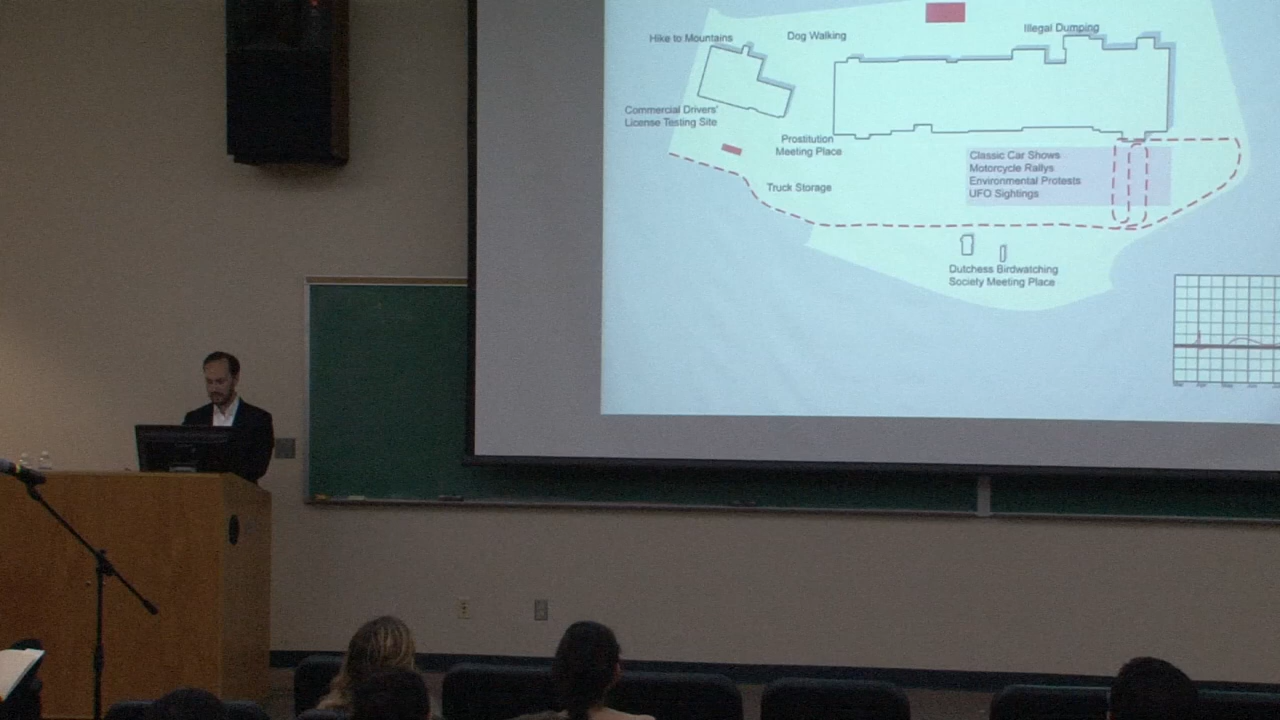 Hike to Mountains
Dog Walking
Illegal Dumping
Commercial Drivers'
License Testing Site
Prostitution
Meeting Place
Classic Car Shows
Motorcycle Rallys
Environmental Protests
UFO Sightings
Truck Storage
Dutchess Birdwatching
Society Meeting Place